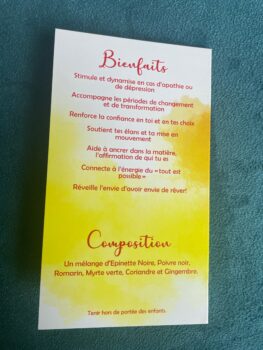 Bienfaits
Stimule et dynamise en cas d'apathie ou
de dépression
Accompagne les périodes de changement
et de transformation
Renforce la confiance en toi et en tes choix
Soutient tes élans et ta mise en
mouvement
Aide à ancrer dans la matière,
l'affirmation de qui tu es
Connecte à l'énergie du «tout est
possible»
Réveille l'envie d'avoir envie de rêver!
Composition
Un mélange d'Epinette Noire, Poivre noir,
Romarin, Myrte verte, Coriandre et Gingembre.
Tenir hors de portée des enfants.